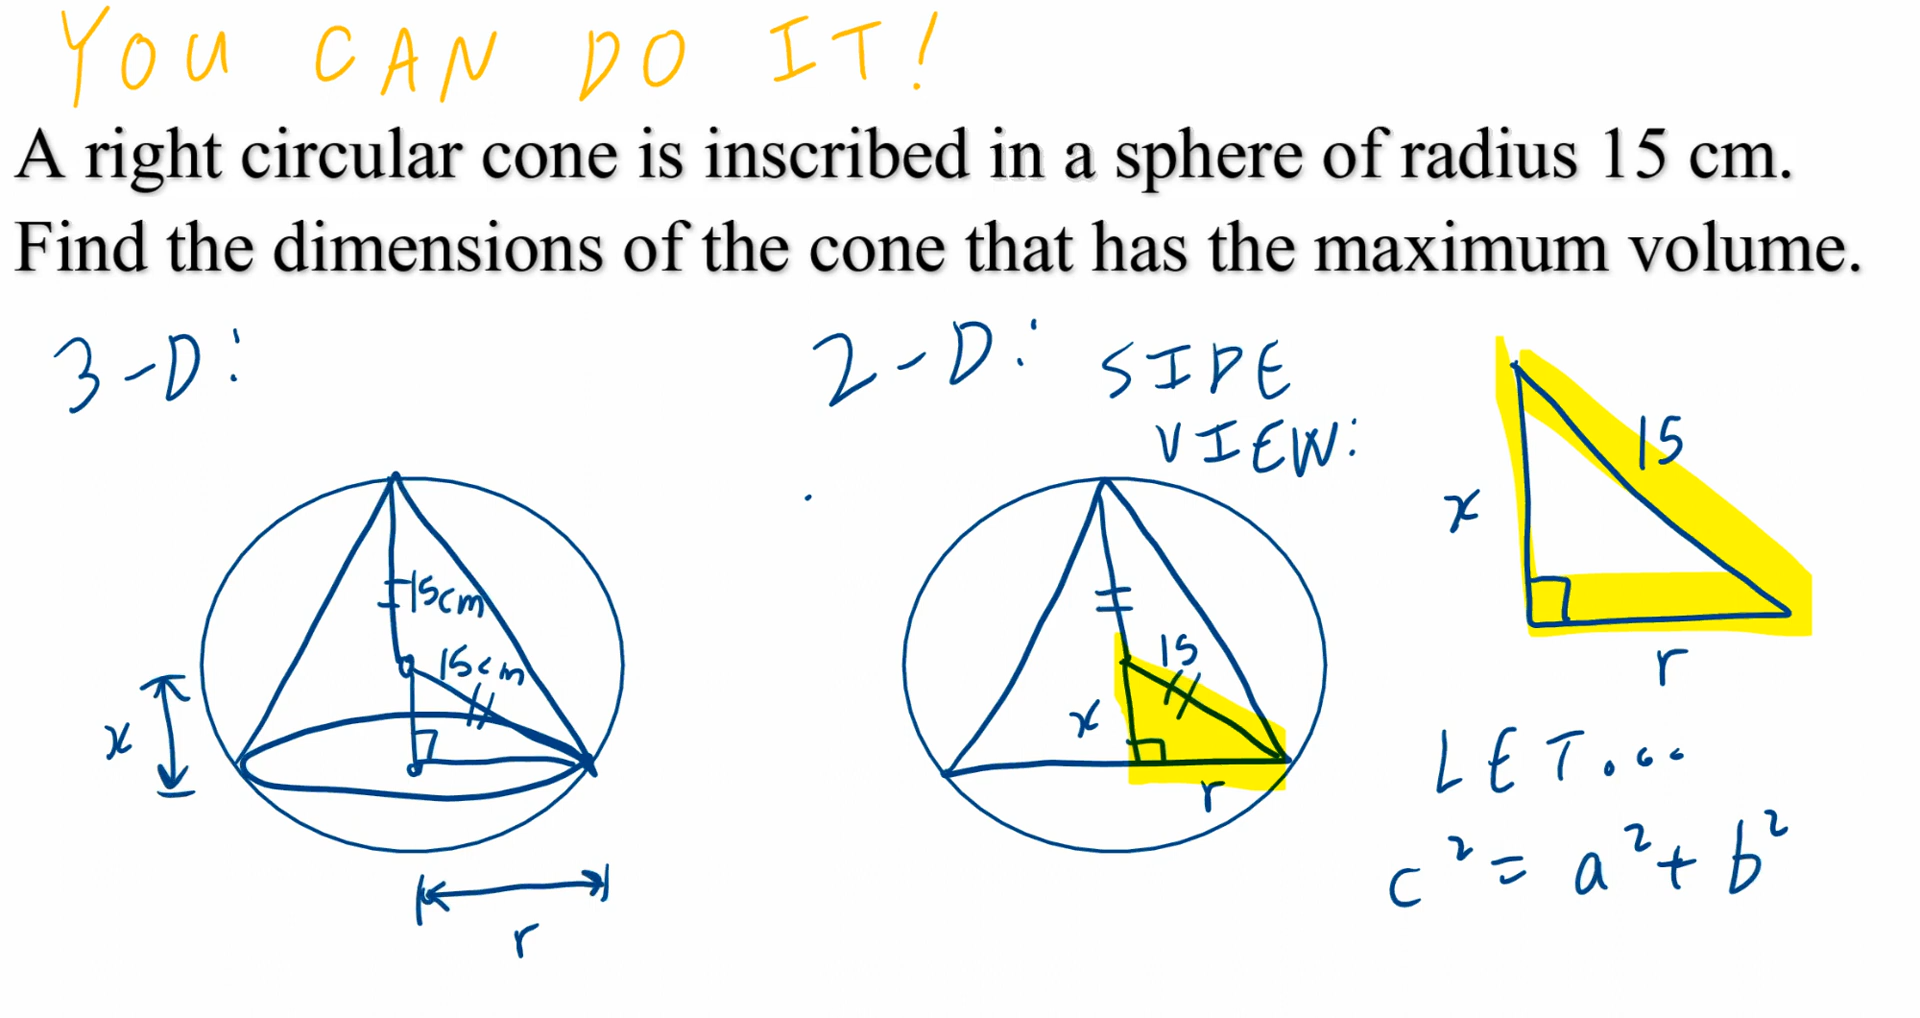 YOU CAN DO IT!
A right circular cone is inscribed in a sphere of radius 15 cm.
Find the dimensions of the cone that has the maximum volume.
3-D:
15cm
15cm
x
r
2-D: SIDE
VIEW:
15
x
r
15
x
r
LET...
c² = a² + b²